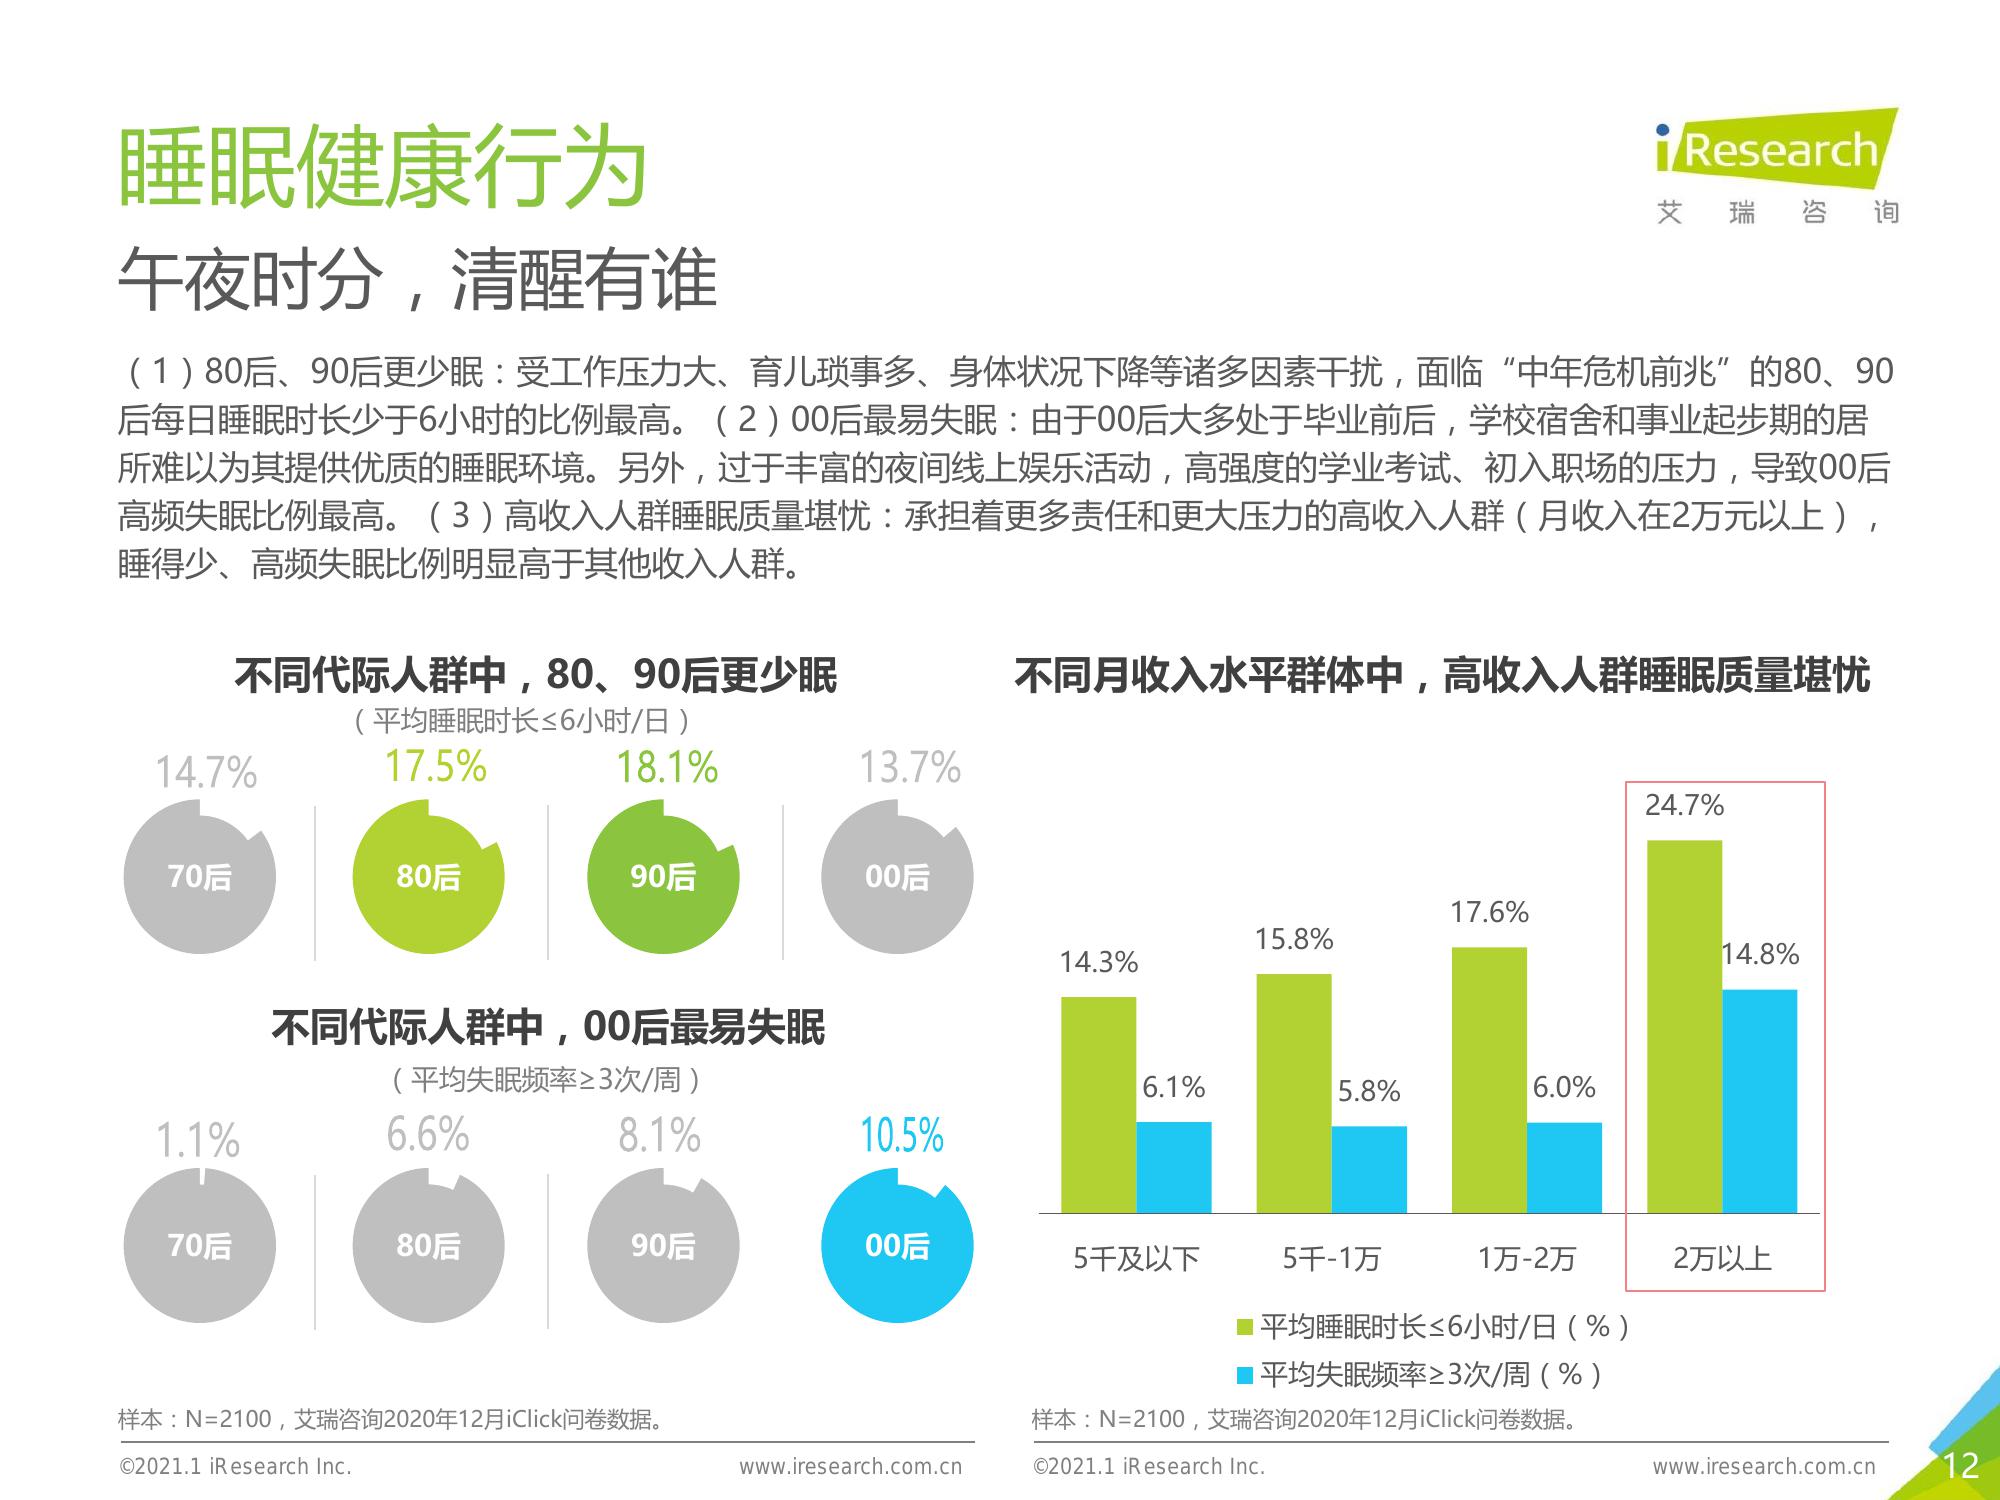 睡眠健康行为
iResearch
艾瑞咨询
午夜时分，清醒有谁
（1）80后、90后更少眠：受工作压力大、育儿琐事多、身体状况下降等诸多因素干扰，面临“中年危机前兆”的80、90
后每日睡眠时长少于6小时的比例最高。（2）00后最易失眠：由于00后大多处于毕业前后，学校宿舍和事业起步期的居
所难以为其提供优质的睡眠环境。另外，过于丰富的夜间线上娱乐活动，高强度的学业考试、初入职场的压力，导致00后
高频失眠比例最高。（3）高收入人群睡眠质量堪忧：承担着更多责任和更大压力的高收入人群（月收入在2万元以上），
睡得少、高频失眠比例明显高于其他收入人群。
不同代际人群中，80、90后更少眠
（平均睡眠时长≤6小时/日）
14.7%
17.5%
18.1%
13.7%
70后
80后
90后
00后
不同代际人群中，00后最易失眠
（平均失眠频率≥3次/周）
1.1%
6.6%
8.1%
10.5%
70后
80后
90后
00后
样本：N=2100，艾瑞咨询2020年12月iClick问卷数据。
©2021.1 iResearch Inc.
www.iresearch.com.cn
不同月收入水平群体中，高收入人群睡眠质量堪忧
14.3%
6.1%
15.8%
5.8%
17.6%
6.0%
24.7%
14.8%
5千及以下
5千-1万
1万-2万
2万以上
平均睡眠时长≤6小时/日（%）
平均失眠频率≥3次/周（%）
样本：N=2100，艾瑞咨询2020年12月iClick问卷数据。
©2021.1 iResearch Inc.
www.iresearch.com.cn
12